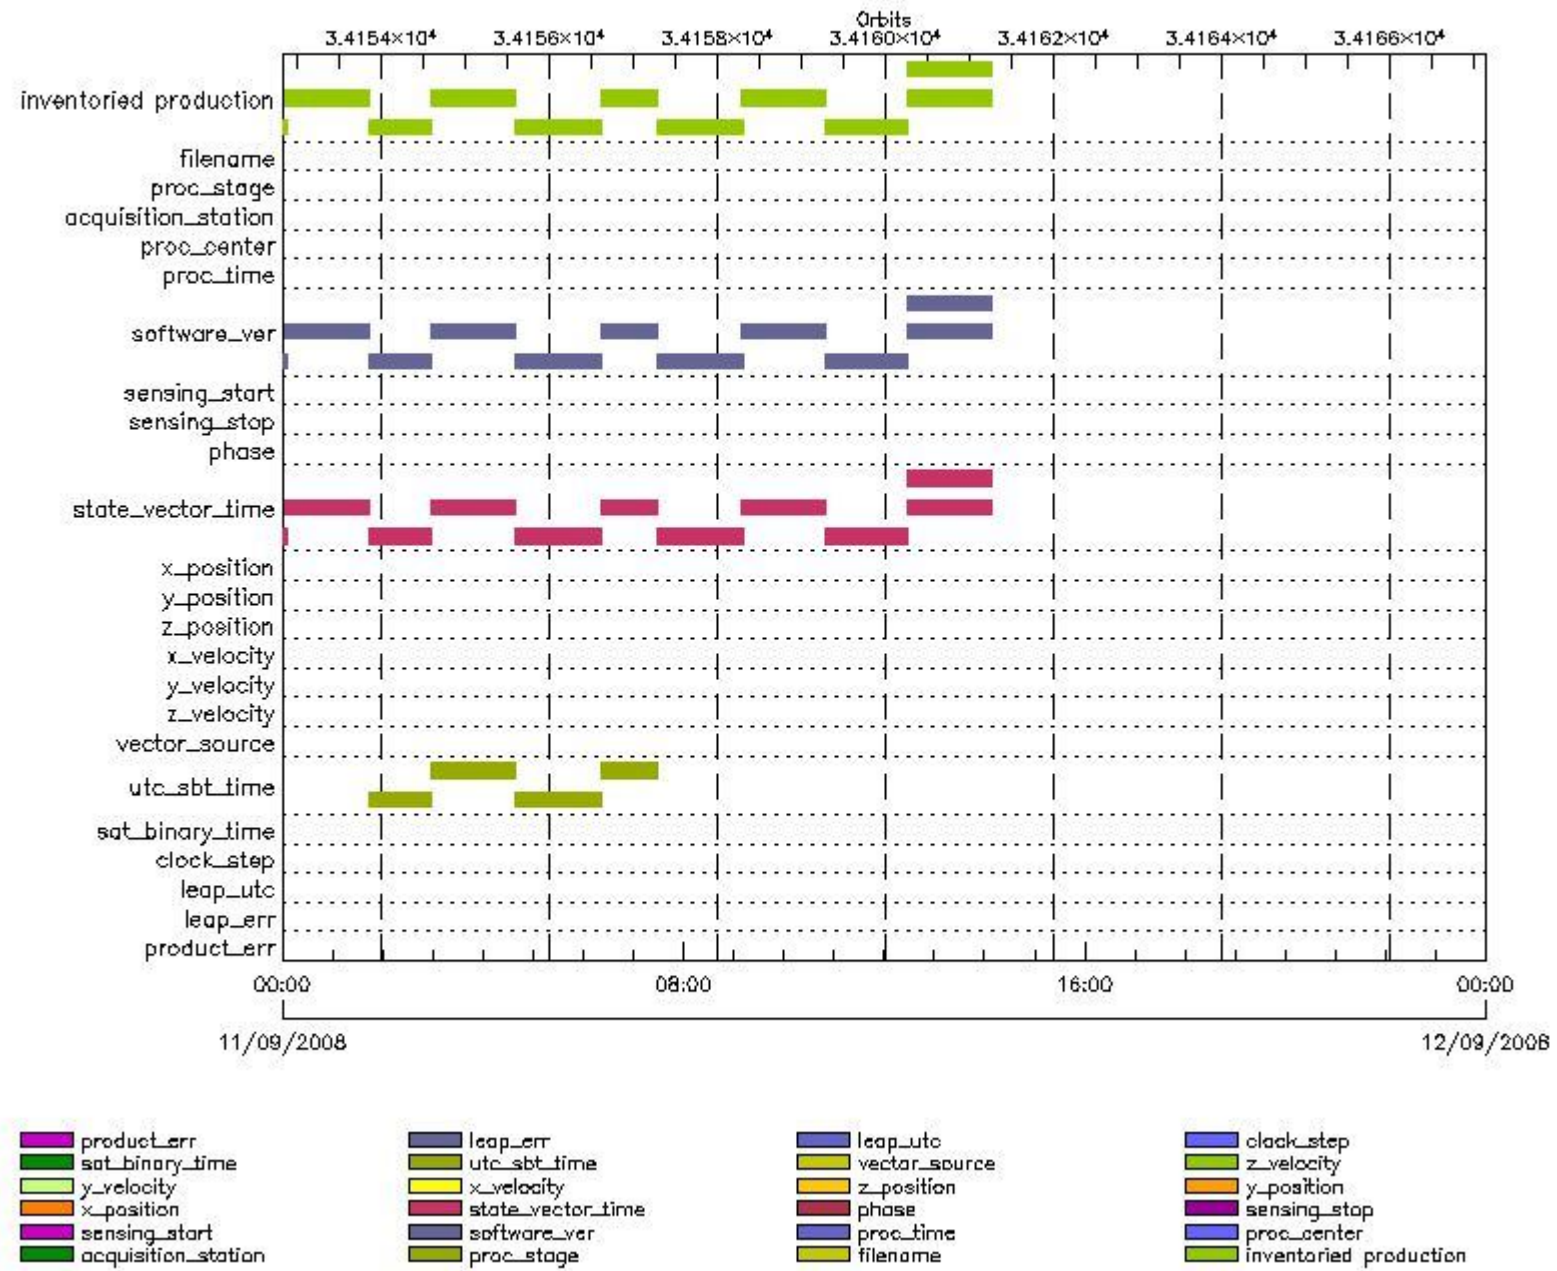 Orbits
3.4154×10⁴ 3.4156×10⁴ 3.4158×10⁴ 3.4160×10⁴ 3.4162×10⁴ 3.4164×10⁴ 3.4166×10⁴
inventoried production
filename
proc_stage
acquisition_station
proc_center
proc_time
software_ver
sensing_start
sensing_stop
phase
state_vector_time
x_position
y_position
z_position
x_velocity
y_velocity
z_velocity
vector_source
utc_sbt_time
sat_binary_time
clock_step
leap_utc
leap_err
product_err
00:00 08:00 16:00 00:00
11/09/2008 12/09/2008
product_err leap_err leap_utc clock_step
sat_binary_time utc_sbt_time vector_source z_velocity
y_velocity x_velocity z_position y_position
x_position state_vector_time phase sensing_stop
sensing_start software_ver proc_time proc_center
acquisition_station proc_stage filename inventoried production